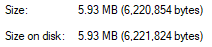 Size: 5.93 MB (6,220,854 bytes)
Size on disk: 5.93 MB (6,221,824 bytes)